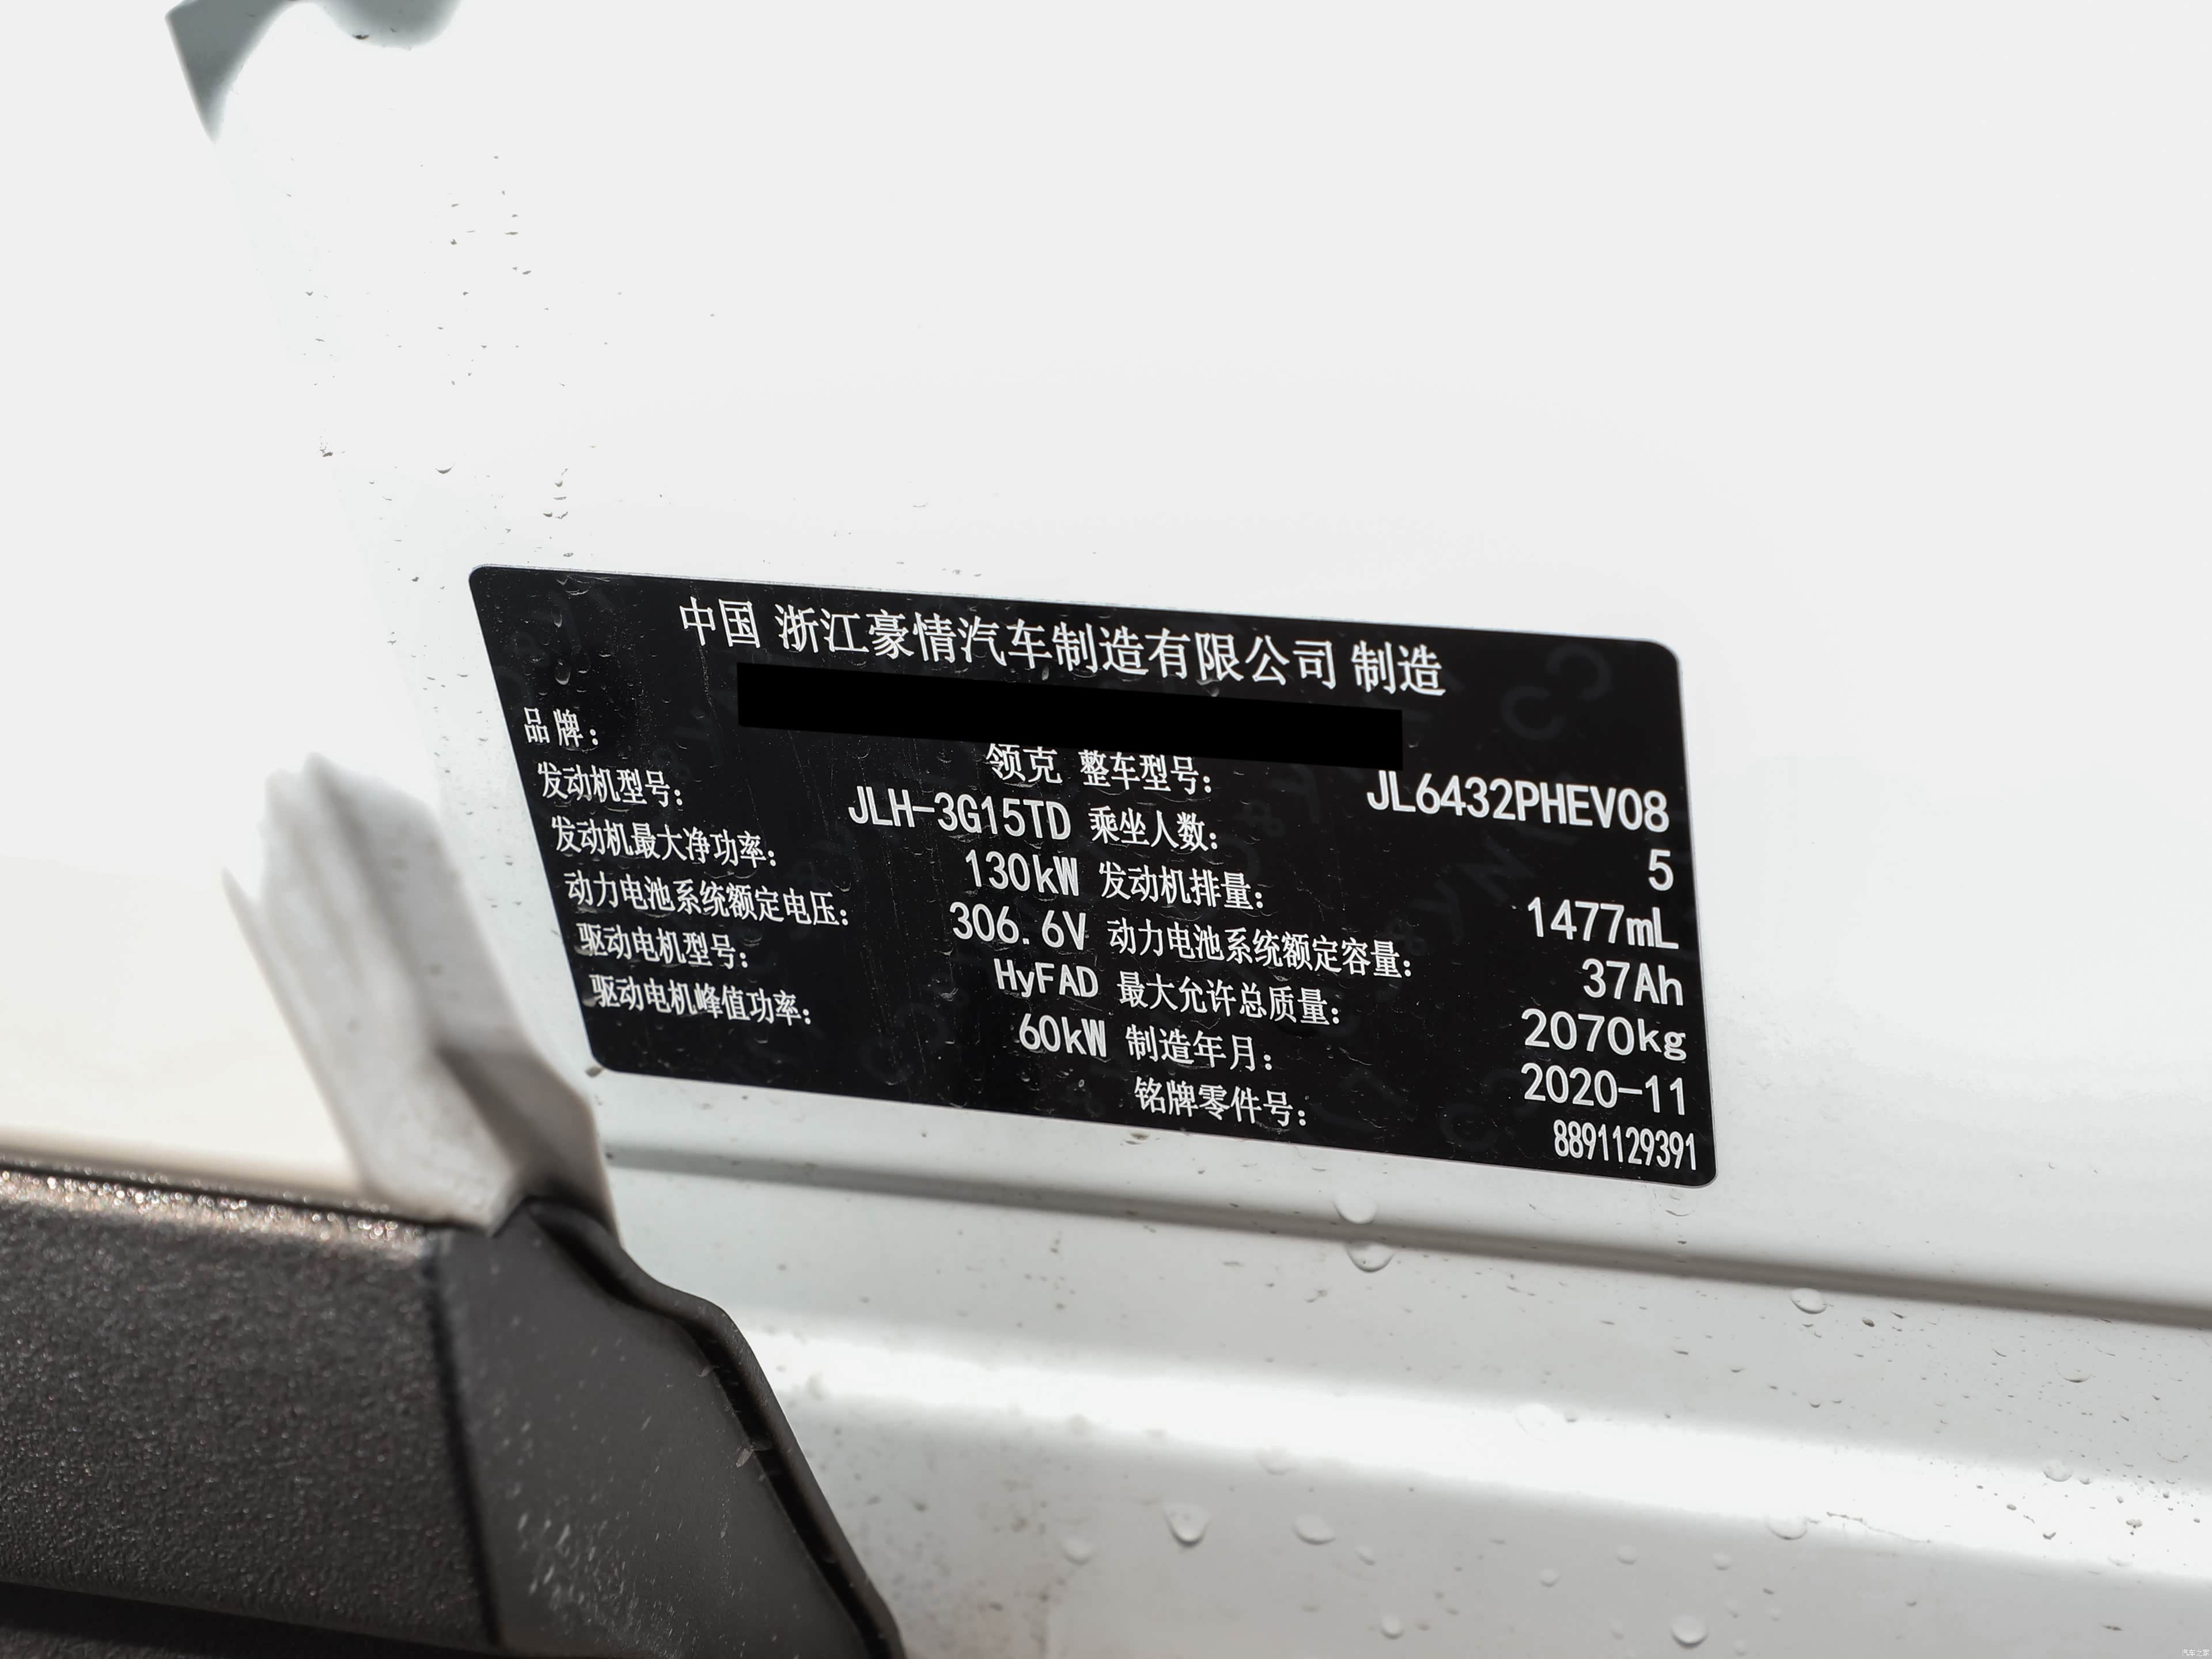 中国 浙江豪情汽车制造有限公司 制造
品牌： 领克 整车型号： JL6432PHEV08
发动机型号： JLH-3G15TD 乘坐人数： 5
发动机最大净功率： 130kW 发动机排量： 1477mL
动力电池系统额定电压： 306.6V 动力电池系统额定容量： 37Ah
驱动电机型号： HyFAD 最大允许总质量： 2070kg
驱动电机峰值功率： 60kW 制造年月： 2020-11
铭牌零件号： 8891129391
汽车之家